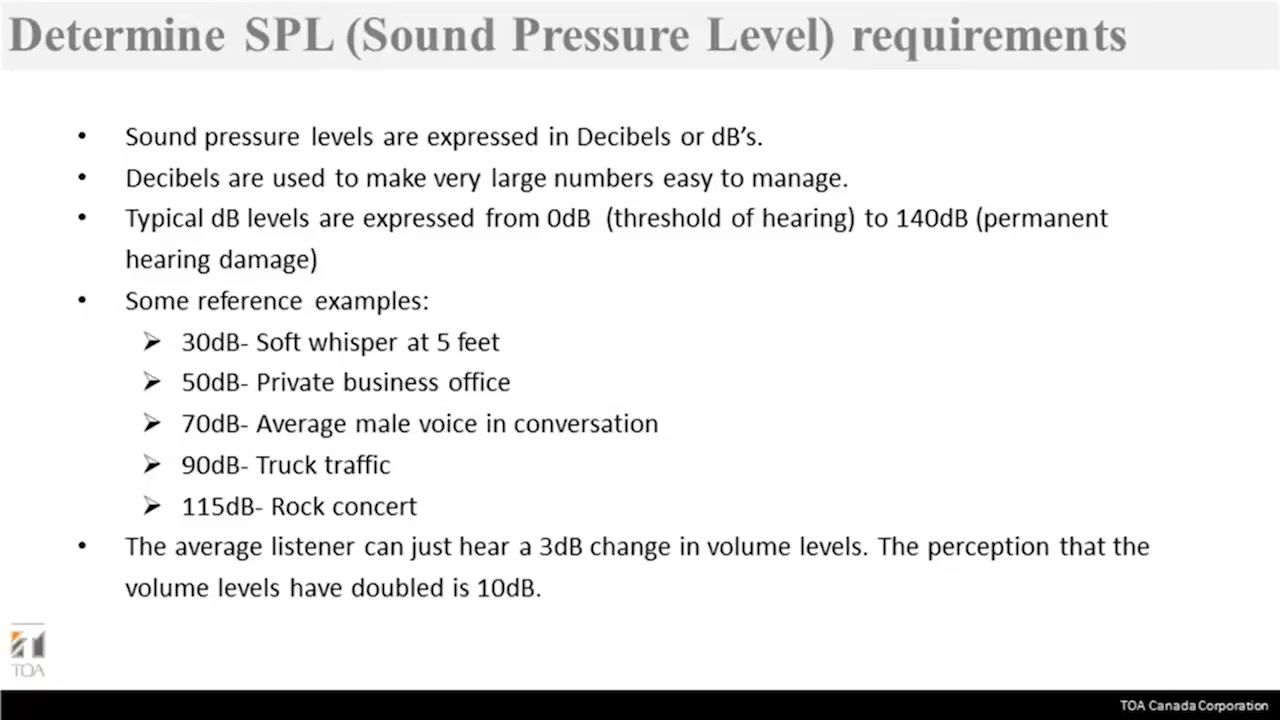 Determine SPL (Sound Pressure Level) requirements
• Sound pressure levels are expressed in Decibels or dB’s.
• Decibels are used to make very large numbers easy to manage.
• Typical dB levels are expressed from 0dB (threshold of hearing) to 140dB (permanent
hearing damage)
• Some reference examples:
➢ 30dB- Soft whisper at 5 feet
➢ 50dB- Private business office
➢ 70dB- Average male voice in conversation
➢ 90dB- Truck traffic
➢ 115dB- Rock concert
• The average listener can just hear a 3dB change in volume levels. The perception that the
volume levels have doubled is 10dB.
TOA
TOA Canada Corporation